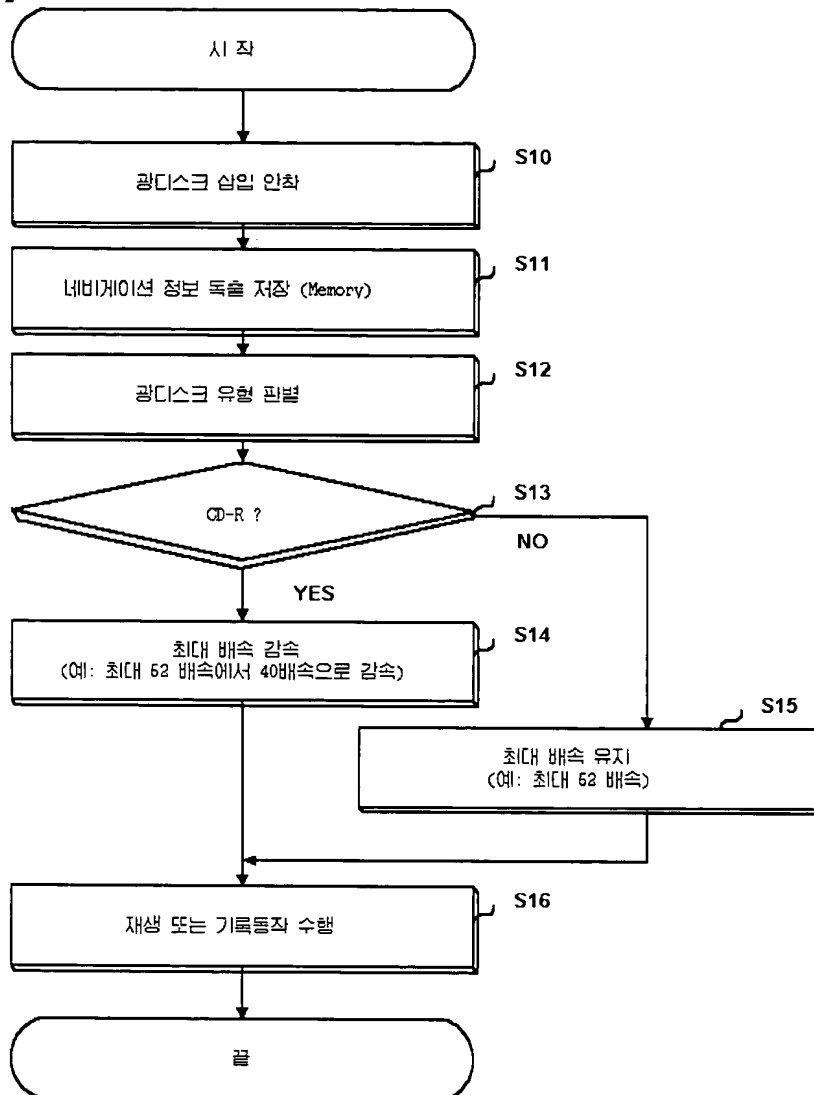 시 작
광디스크 삽입 안착
S10
네비게이션 정보 독출 저장 (Memory)
S11
광디스크 유형 판별
S12
CD-R ?
S13
NO
YES
최대 배속 감속
(예: 최대 52 배속에서 40배속으로 감속)
S14
최대 배속 유지
(예: 최대 52 배속)
S15
재생 또는 기록동작 수행
S16
끝